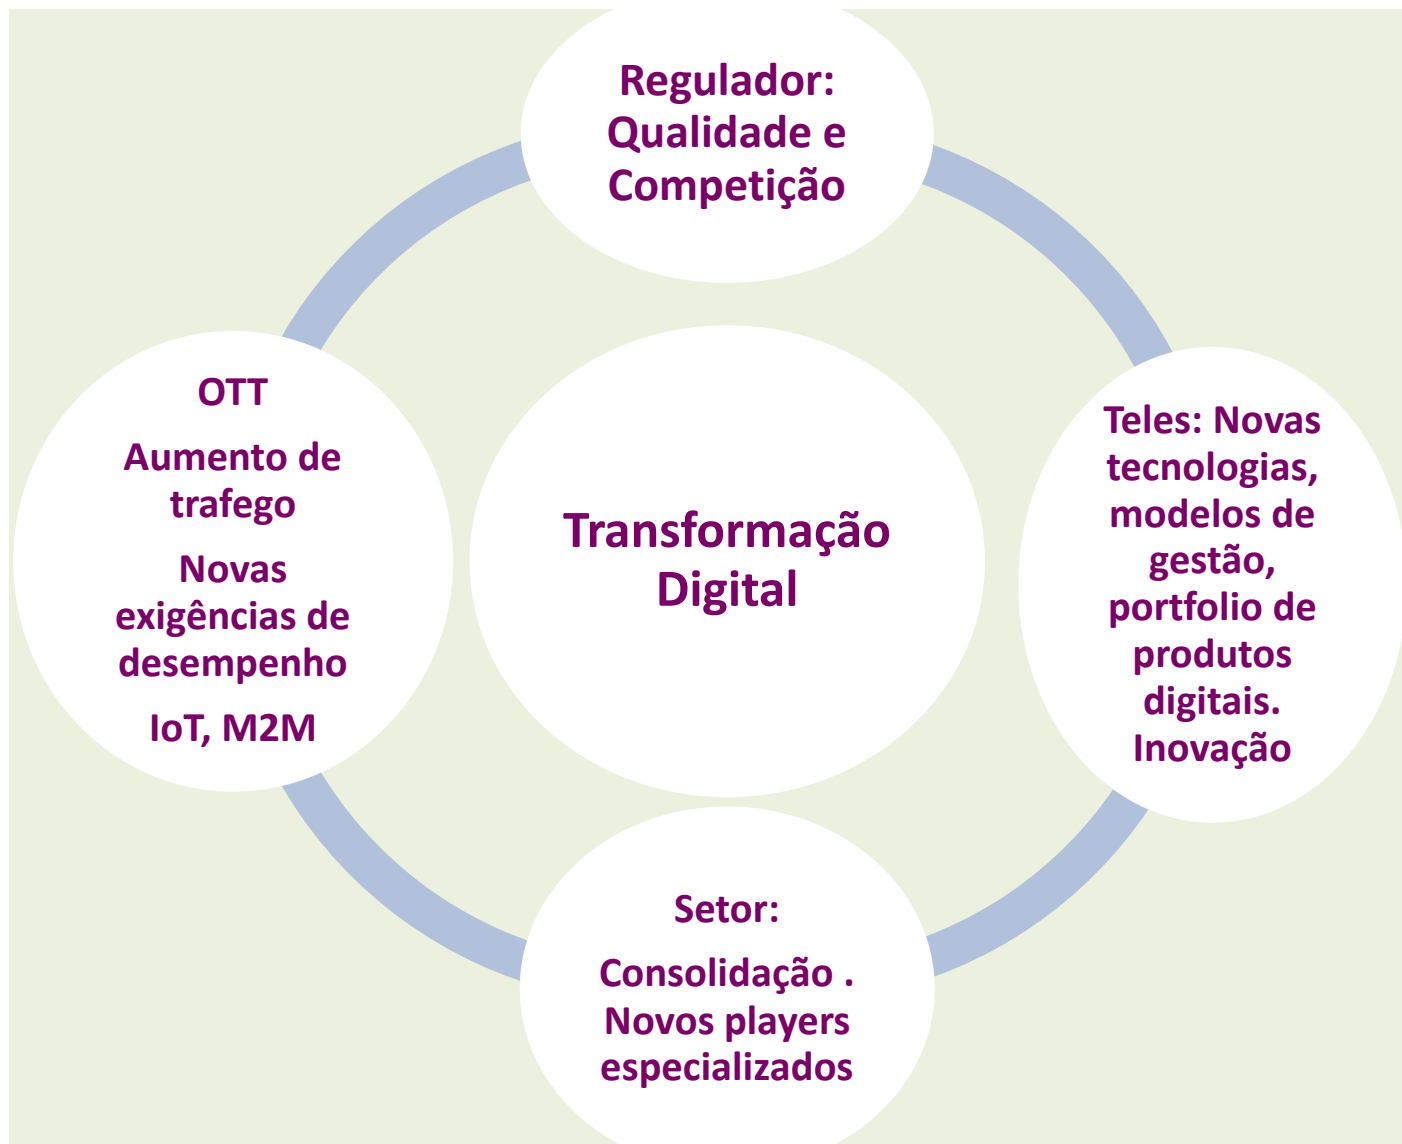 Regulador:
Qualidade e
Competição
OTT
Aumento de
trafego
Novas
exigências de
desempenho
IoT, M2M
Transformação
Digital
Teles: Novas
tecnologias,
modelos de
gestão,
portfolio de
produtos
digitais.
Inovação
Setor:
Consolidação .
Novos players
especializados